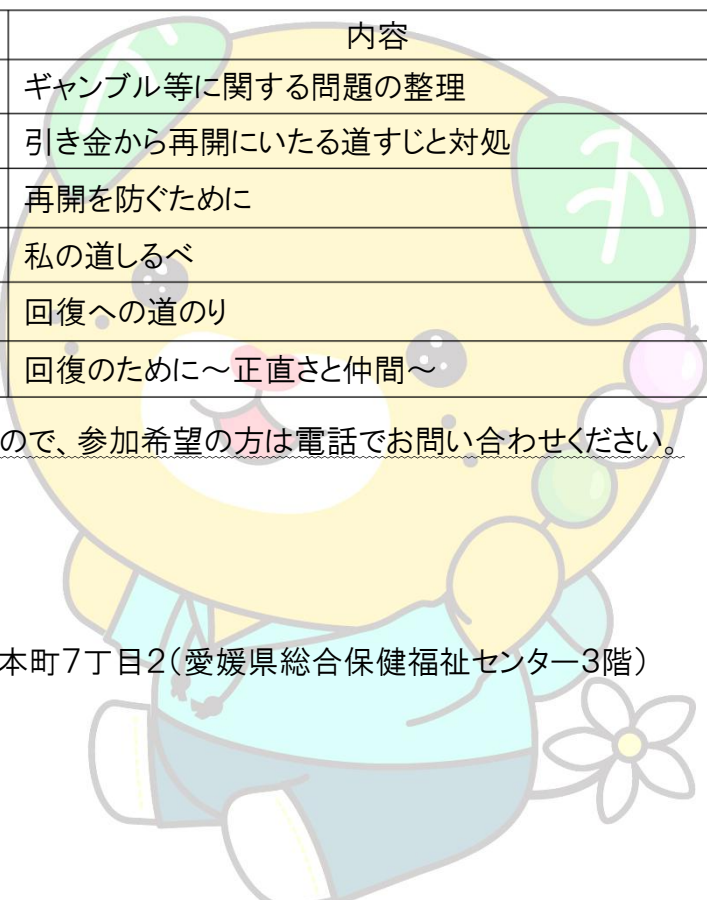 内容
ギャンブル等に関する問題の整理
引き金から再開にいたる道すじと対処
再開を防ぐために
私の道しるべ
回復への道のり
回復のために～正直さと仲間～
ので、参加希望の方は電話でお問い合わせください。
本町7丁目2（愛媛県総合保健福祉センター3階）